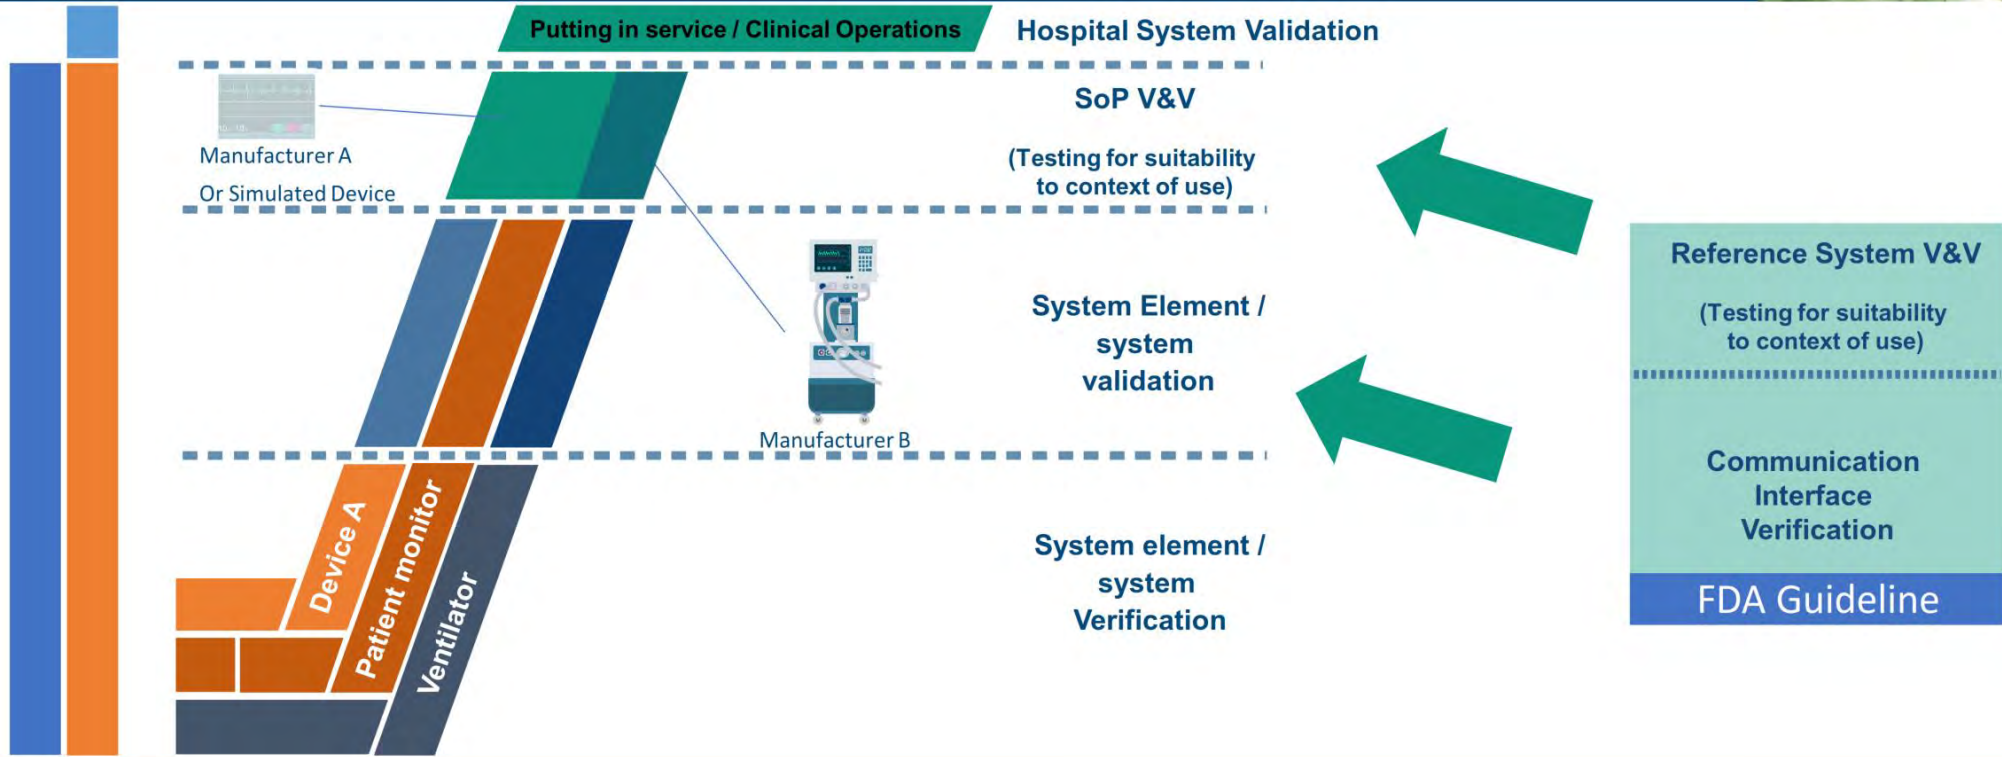 Putting in service / Clinical Operations
Hospital System Validation
Manufacturer A
Or Simulated Device
SoP V&V
(Testing for suitability
to context of use)
Manufacturer B
System Element /
system
validation
Device A
Patient monitor
Ventilator
System element /
system
Verification
Reference System V&V
(Testing for suitability
to context of use)
Communication
Interface
Verification
FDA Guideline